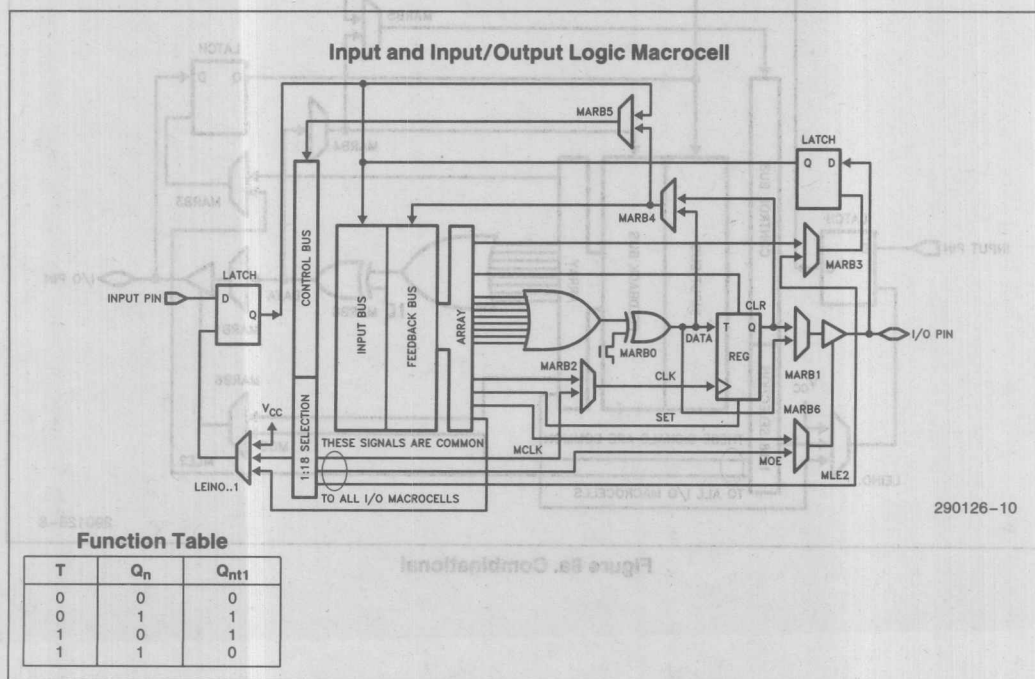 Input and Input/Output Logic Macrocell
MARB5
LATCH
Q D
MARB4
MARB3
CONTROL BUS
LATCH
D
Q
INPUT PIN
INPUT BUS
FEEDBACK BUS
ARRAY
CLR
T Q
DATA
REG
I/O PIN
MARB0
MARB1
MARB2
CLK
SET
MARB6
1:18 SELECTION
VCC
THESE SIGNALS ARE COMMON
MCLK
MOE
MLE2
LEIN0..1
TO ALL I/O MACROCELLS
290126-10
Function Table
T Qn Qnt1
0 0 0
0 1 1
1 0 1
1 1 0
Figure 8a. Combinational